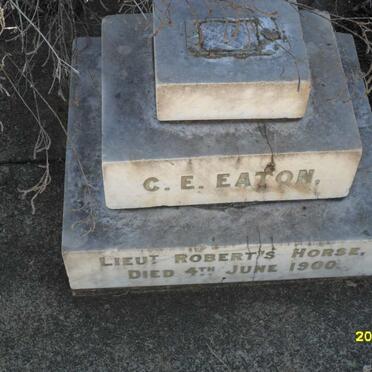 C. E. EATON,
LIEUT ROBERT'S HORSE,
DIED 4TH JUNE 1900.
20